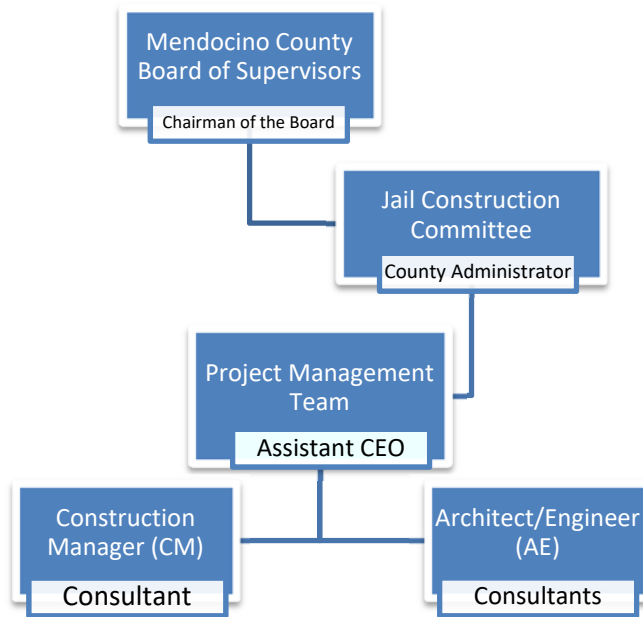 Mendocino County
Board of Supervisors
Chairman of the Board
Jail Construction
Committee
County Administrator
Project Management
Team
Assistant CEO
Construction
Manager (CM)
Consultant
Architect/Engineer
(AE)
Consultants